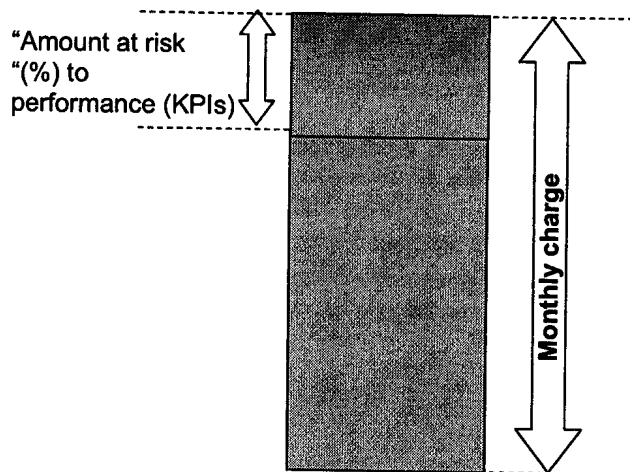 “Amount at risk
“(%) to
performance (KPIs)
Monthly charge